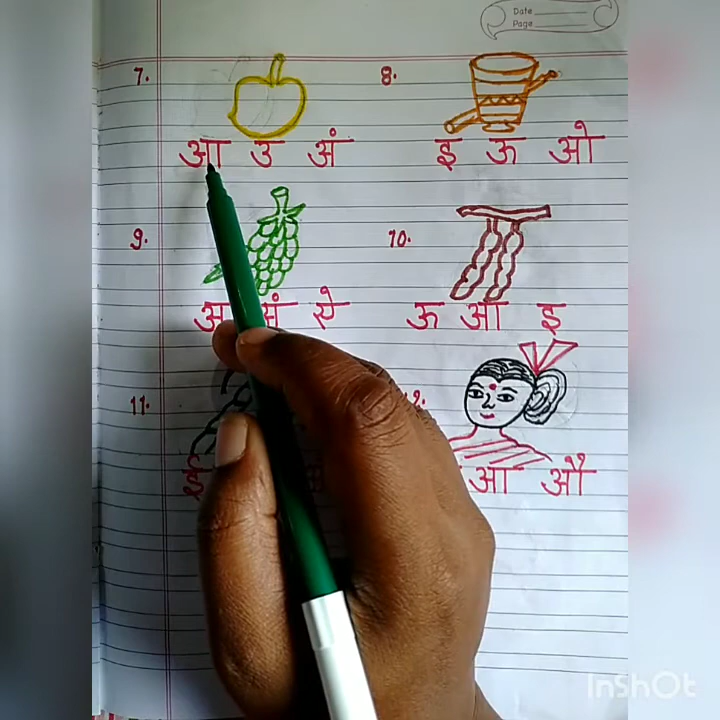 Date
Page
7. 8.
आ उ अं इ ऊ ओ
9. 10.
अ अं ऐ ऊ आ इ
11.
आ औ
InShOt